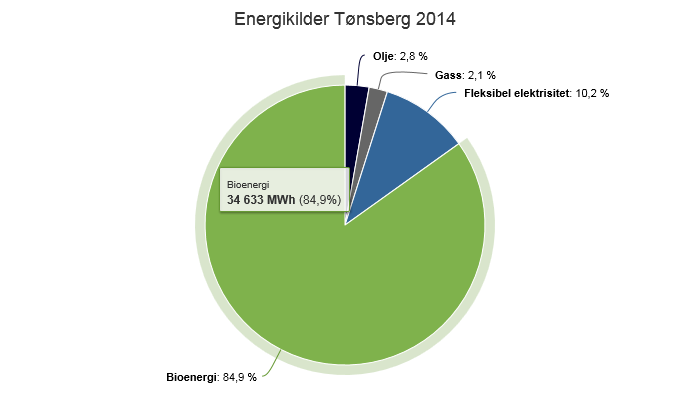 Energikilder Tønsberg 2014
Olje: 2,8 %
Gass: 2,1 %
Fleksibel elektrisitet: 10,2 %
Bioenergi
34 633 MWh (84,9%)
Bioenergi: 84,9 %